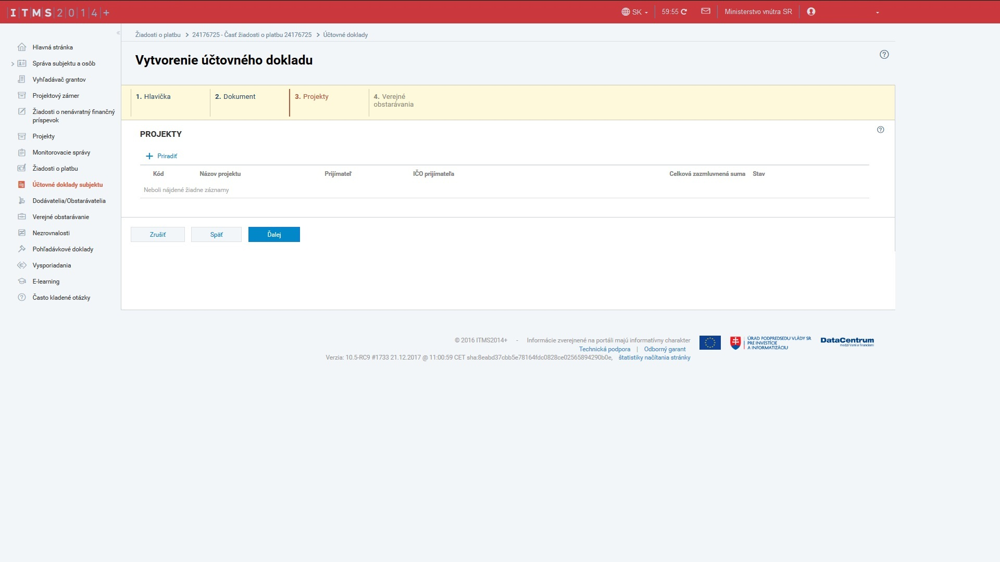 ITMS2014+
SK
59:55
Ministerstvo vnútra SR
«
Hlavná stránka
Správa subjektu a osôb
Vyhľadávač grantov
Projektový zámer
Žiadosti o nenávratný finančný
príspevok
Projekty
Monitorovacie správy
Žiadosti o platbu
Účtovné doklady subjektu
Dodávatelia/Obstarávatelia
Verejné obstarávanie
Nezrovnalosti
Pohľadávkové doklady
Vysporiadania
E-learning
Často kladené otázky
Žiadosti o platbu > 24176725 - Časť žiadosti o platbu 24176725 > Účtovné doklady
Vytvorenie účtovného dokladu
1. Hlavička
2. Dokument
3. Projekty
4. Verejné
obstarávania
PROJEKTY
+ Priradiť
Kód Názov projektu Prijímateľ IČO prijímateľa Celková zazmluvnená suma Stav
Neboli nájdené žiadne záznamy
Zrušiť Späť Ďalej
© 2016 ITMS2014+ - Informácie zverejnené na portáli majú informatívny charakter
Technická podpora | Odborný garant
Verzia: 10.5-RC9 #1733 21.12.2017 @ 11:00:59 CET sha:8eabd37cbb5e78164fdc0828ce02565894290b0e, štatistiky načítania stránky
ÚRAD PODPREDSEDU VLÁDY SR
PRE INVESTÍCIE
A INFORMATIZÁCIU
DataCentrum
medzi Vami a financiami